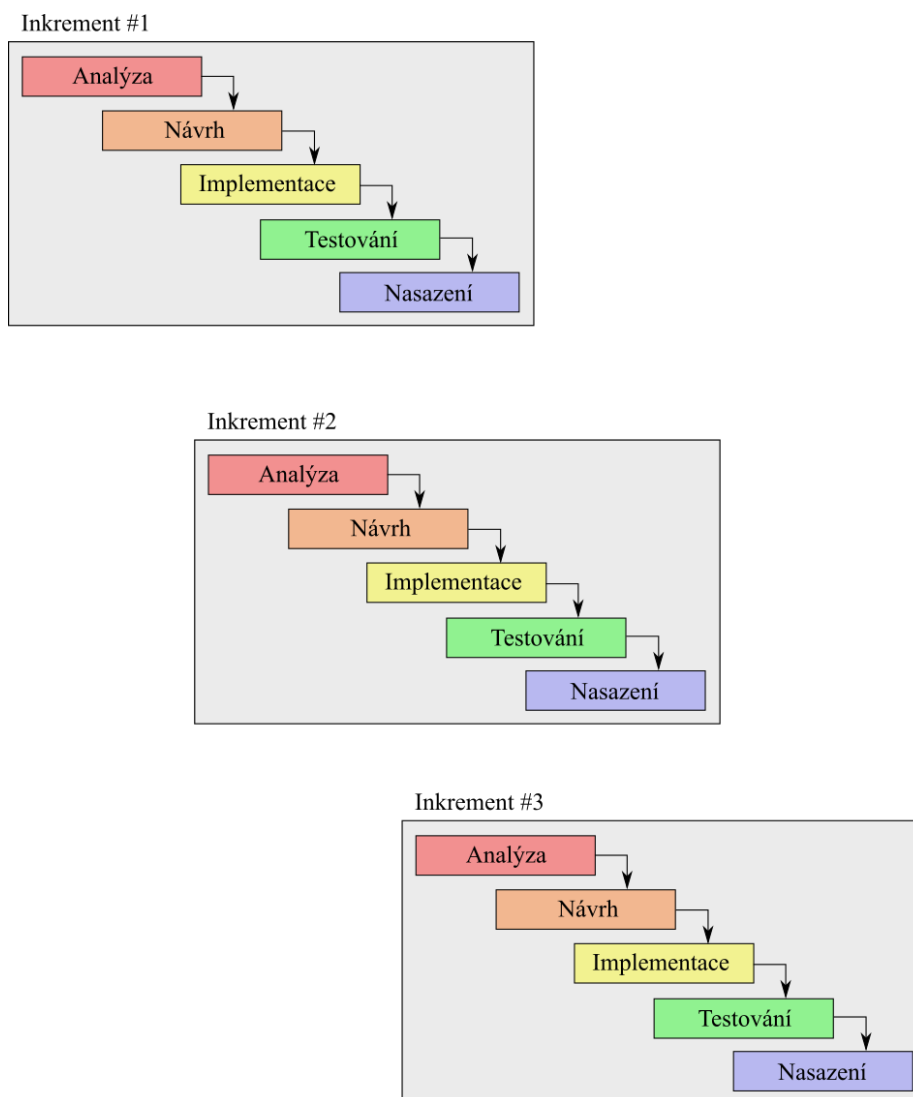 Inkrement #1
Analýza
Návrh
Implementace
Testování
Nasazení
Inkrement #2
Analýza
Návrh
Implementace
Testování
Nasazení
Inkrement #3
Analýza
Návrh
Implementace
Testování
Nasazení